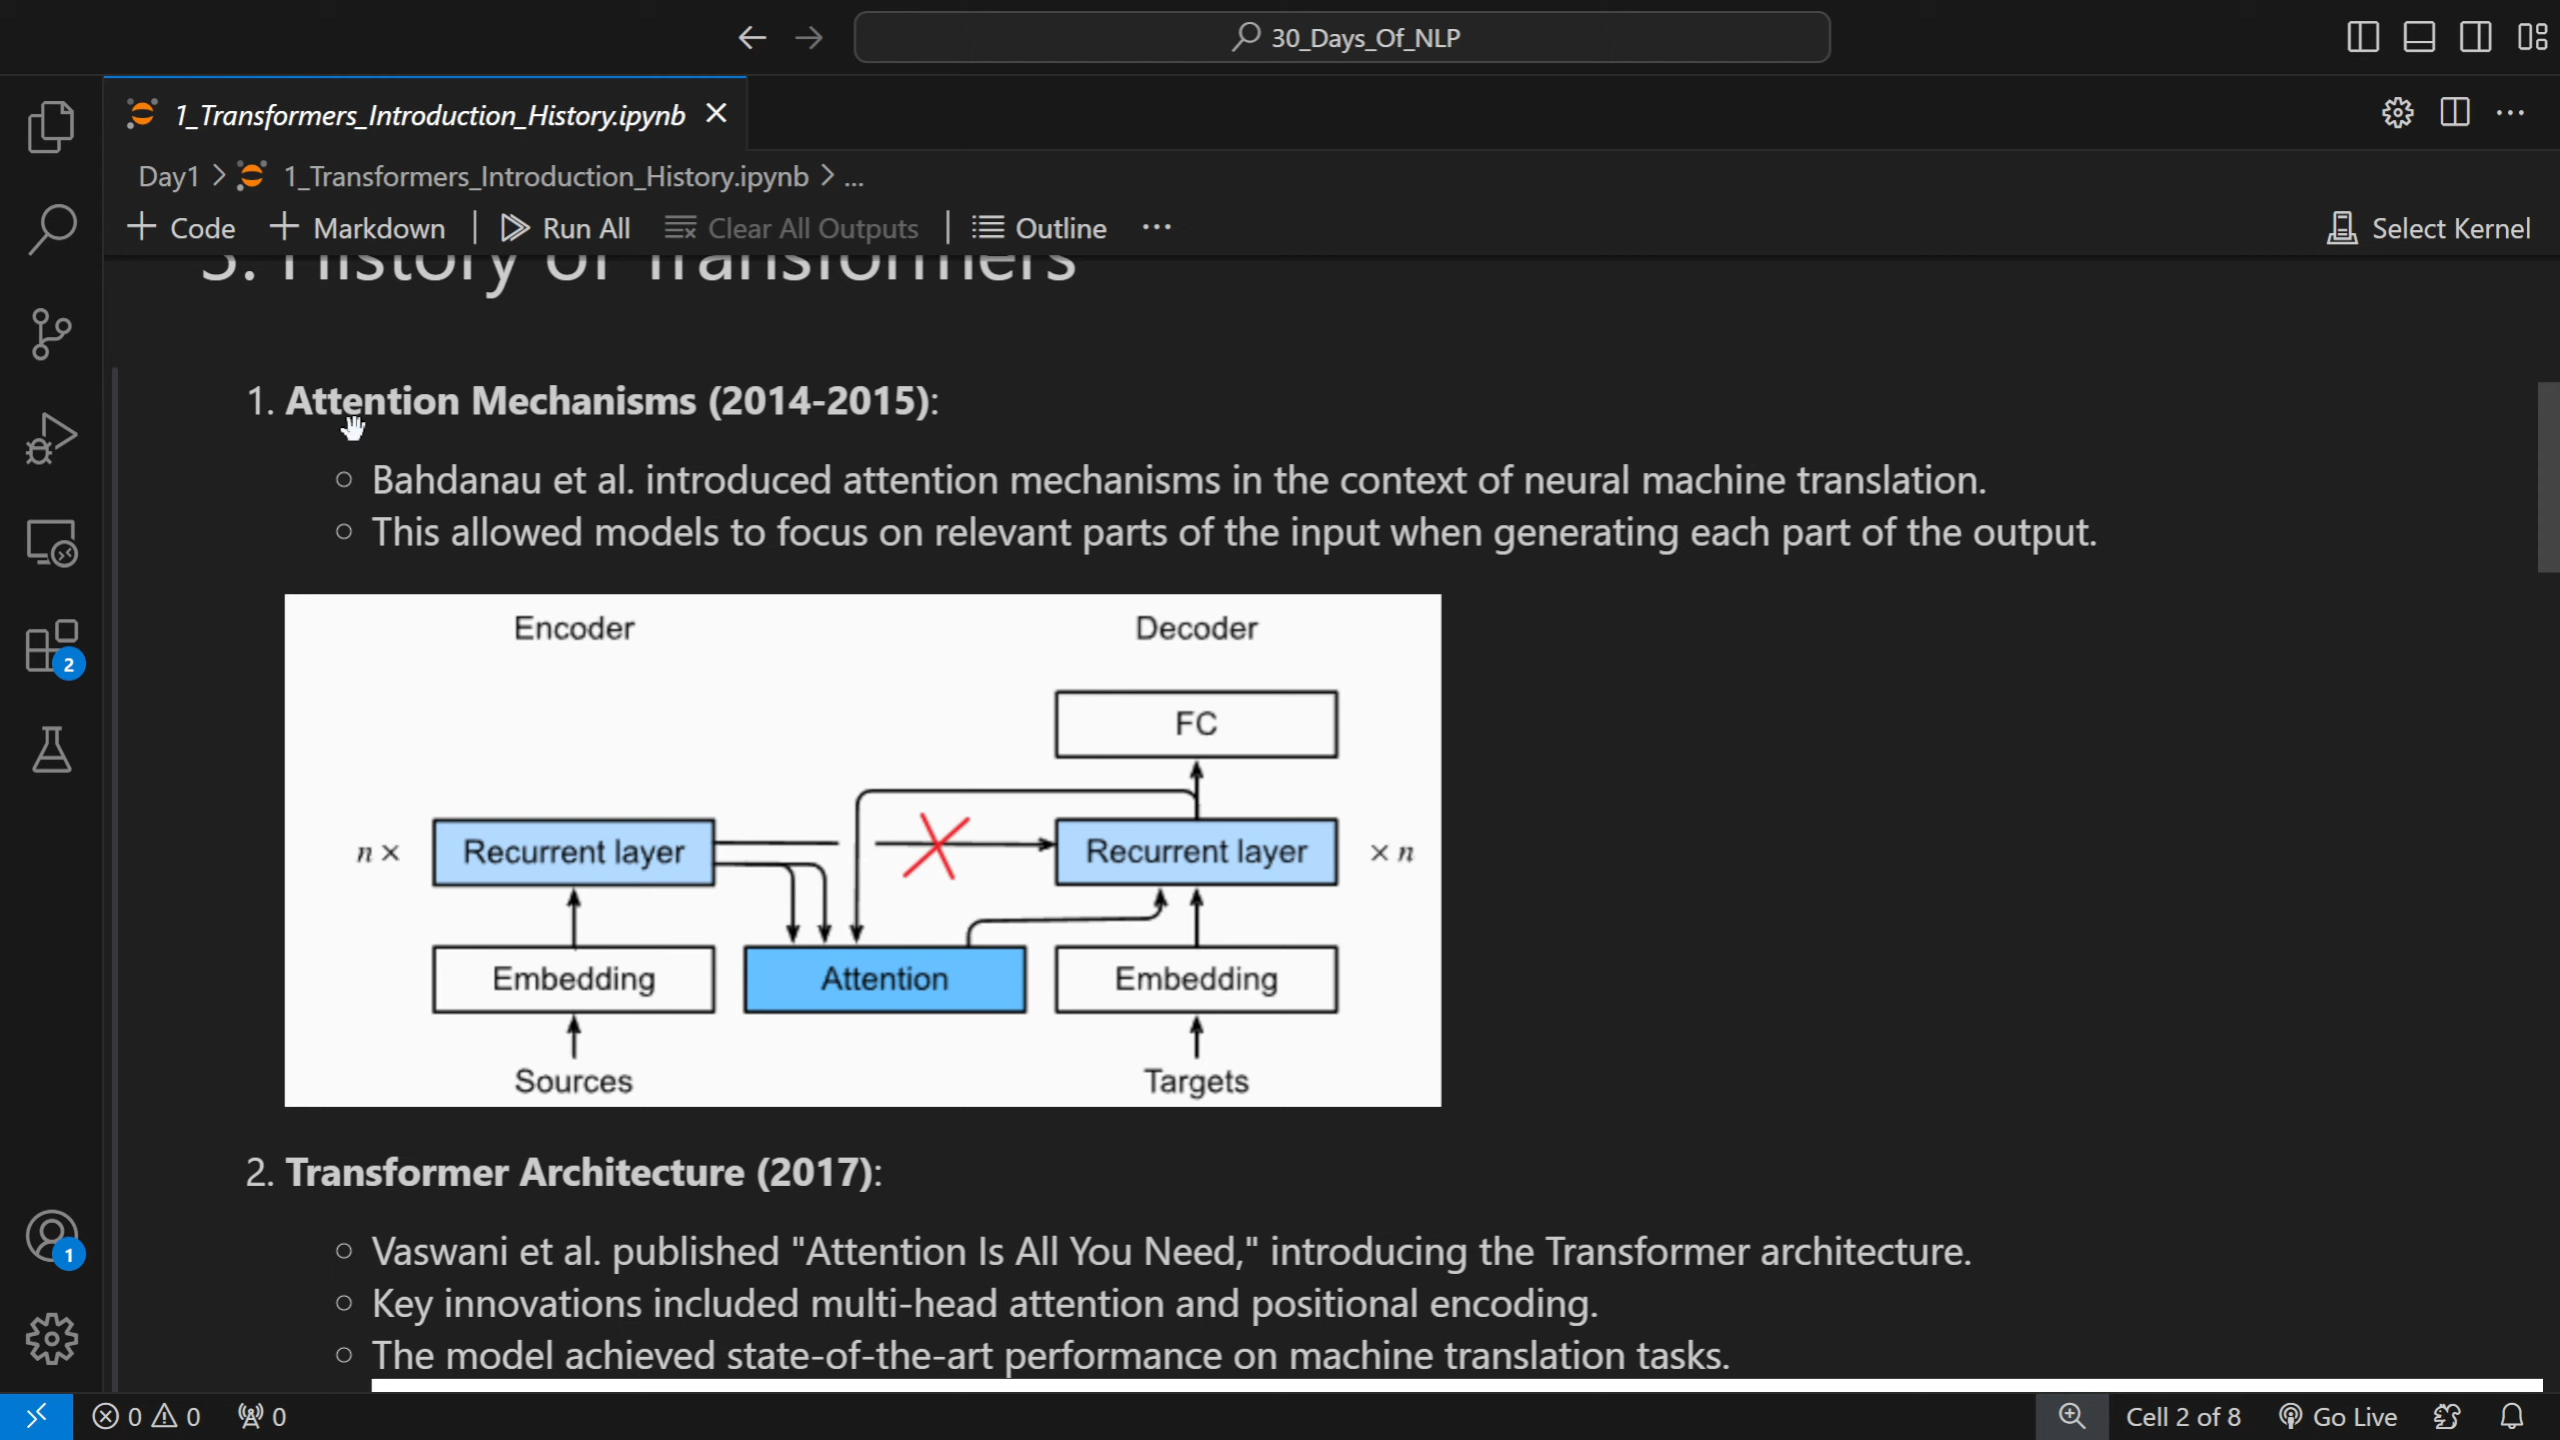 30_Days_Of_NLP
1_Transformers_Introduction_History.ipynb
Day1 > 1_Transformers_Introduction_History.ipynb > ...
+ Code + Markdown Run All Clear All Outputs Outline ... Select Kernel
History of Transformers
1. Attention Mechanisms (2014-2015):
Bahdanau et al. introduced attention mechanisms in the context of neural machine translation.
This allowed models to focus on relevant parts of the input when generating each part of the output.
Encoder Decoder
FC
n × Recurrent layer Recurrent layer × n
Embedding Attention Embedding
Sources Targets
2. Transformer Architecture (2017):
Vaswani et al. published "Attention Is All You Need," introducing the Transformer architecture.
Key innovations included multi-head attention and positional encoding.
The model achieved state-of-the-art performance on machine translation tasks.
2
1
0 0 0 Cell 2 of 8 Go Live